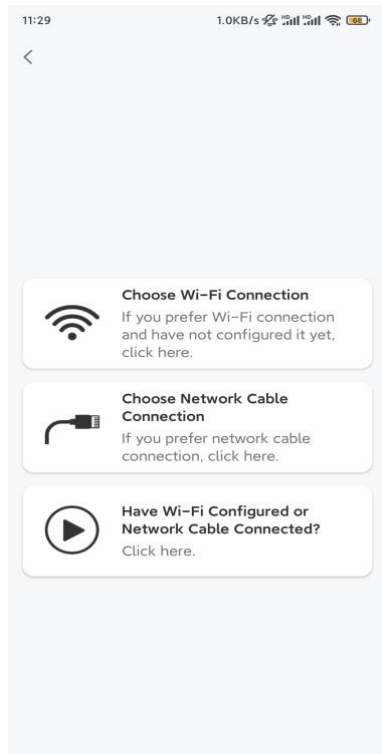 11:29
1.0KB/s HD HD 68
Choose Wi-Fi Connection
If you prefer Wi-Fi connection
and have not configured it yet,
click here.
Choose Network Cable
Connection
If you prefer network cable
connection, click here.
Have Wi-Fi Configured or
Network Cable Connected?
Click here.